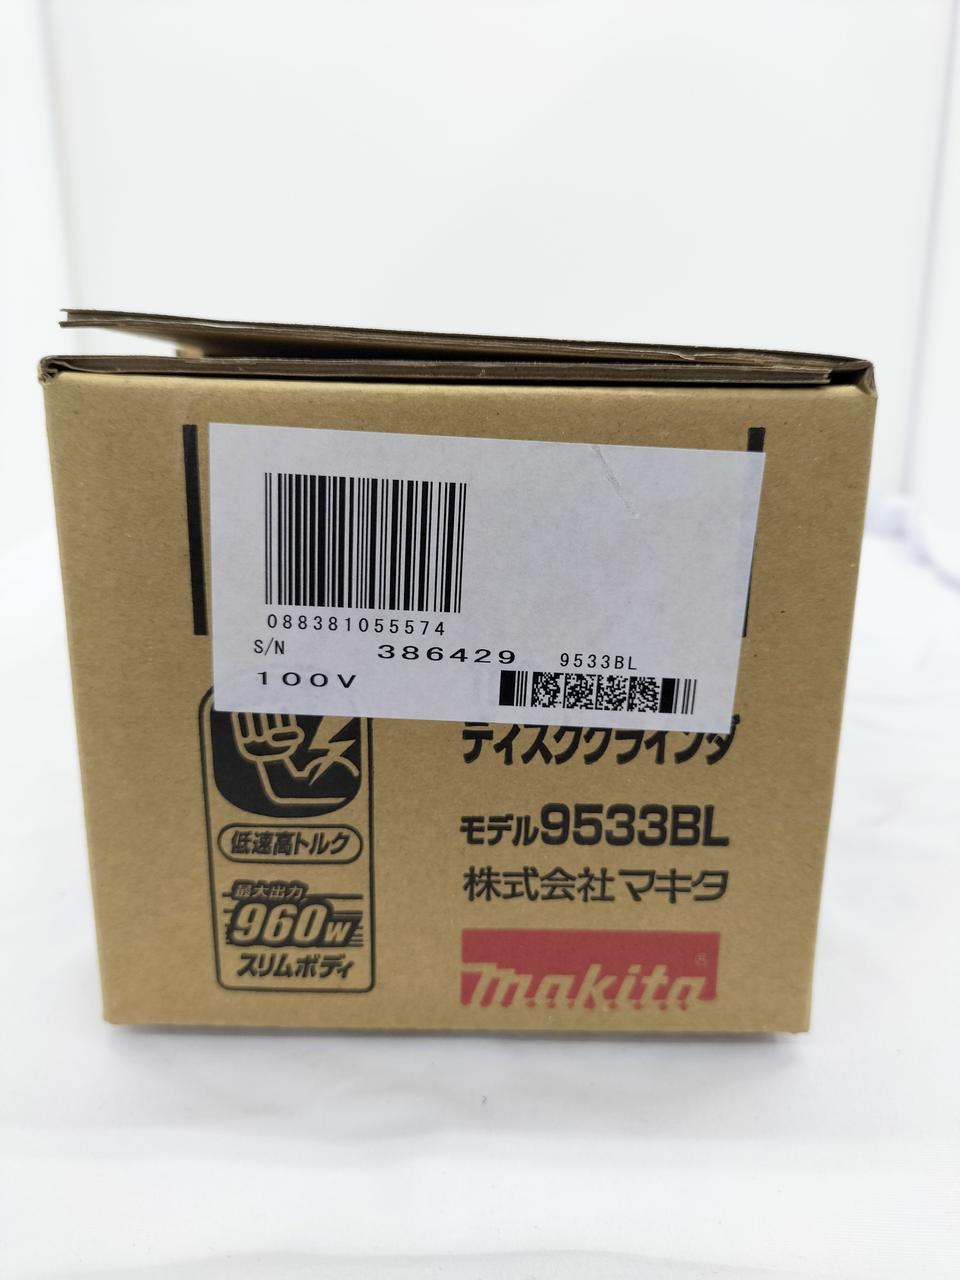 088381055574
S/N 386429 9533BL
100V
ディスクグラインダ
モデル9533BL
株式会社マキタ
makita®
低速高トルク
最大出力
960W
スリムボディ